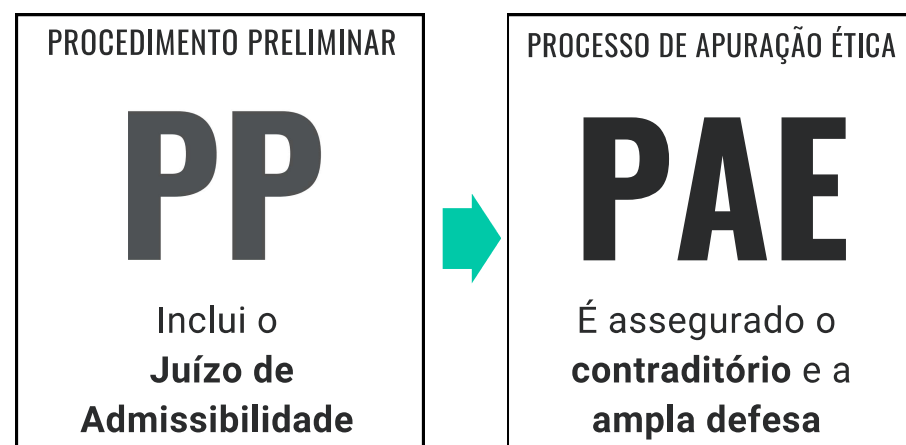 PROCEDIMENTO PRELIMINAR
PP
Inclui o
Juízo de
Admissibilidade
PROCESSO DE APURAÇÃO ÉTICA
PAE
É assegurado o
contraditório e a
ampla defesa